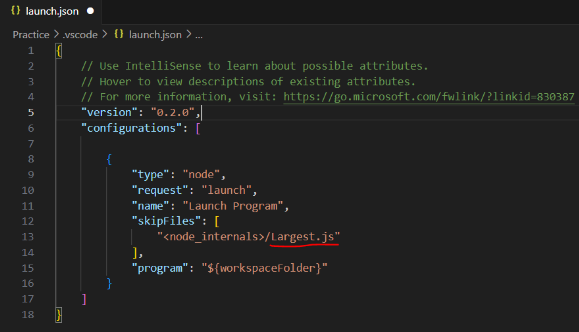 {} launch.json ●
Practice > .vscode > {} launch.json > ...
1 {
2 // Use IntelliSense to learn about possible attributes.
3 // Hover to view descriptions of existing attributes.
4 // For more information, visit: https://go.microsoft.com/fwlink/?linkid=830387
5 "version": "0.2.0",
6 "configurations": [
7
8 {
9 "type": "node",
10 "request": "launch",
11 "name": "Launch Program",
12 "skipFiles": [
13 "<node_internals>/Largest.js"
14 ],
15 "program": "${workspaceFolder}"
16 }
17 ]
18 }